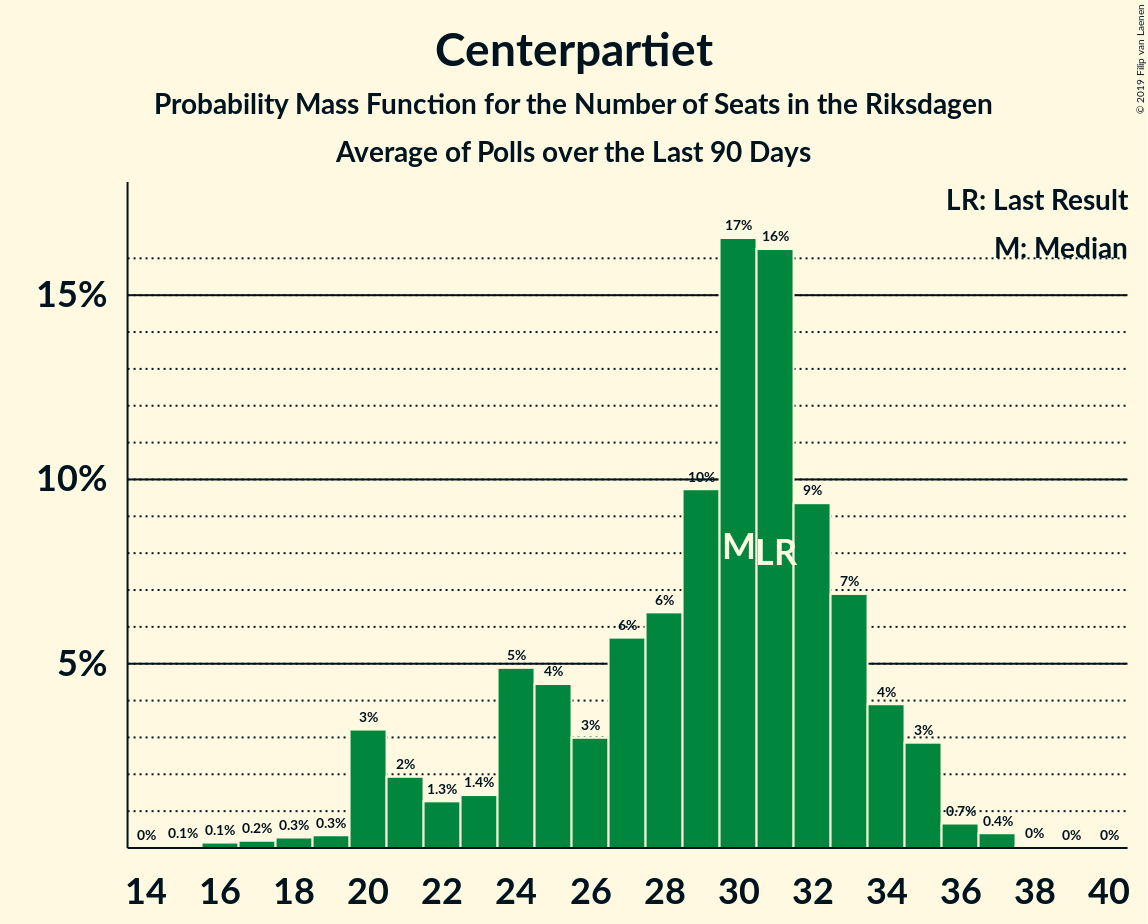 Centerpartiet
Probability Mass Function for the Number of Seats in the Riksdagen
Average of Polls over the Last 90 Days
© 2019 Filip van Laenen
LR: Last Result
M: Median
15%
10%
5%
0% 0.1% 0.1% 0.2% 0.3% 0.3% 3% 2% 1.3% 1.4% 5% 4% 3% 6% 6% 10% 17% 16% 9% 7% 4% 3% 0.7% 0.4% 0% 0% 0%
M LR
14 16 18 20 22 24 26 28 30 32 34 36 38 40